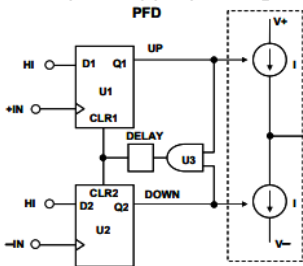 PFD
V+
UP
HI
D1 Q1
I
U1
+IN
CLR1
DELAY
U3
CLR2
DOWN
HI
D2 Q2
I
U2
–IN
V–